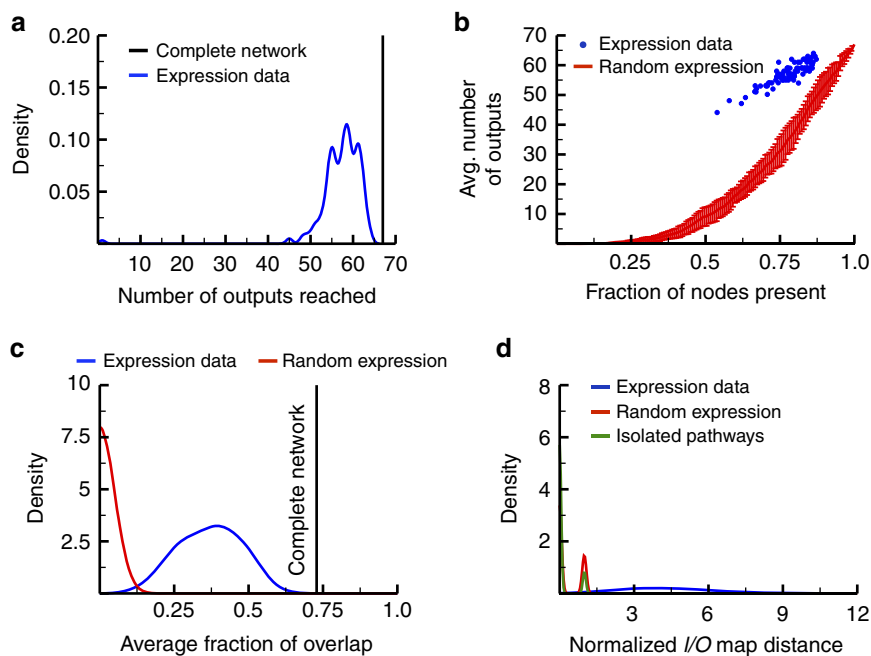 a
0.20
0.15
0.10
0.05
Density
Complete network
Expression data
10 20 30 40 50 60 70
Number of outputs reached
b
70
60
50
40
30
20
10
Avg. number
of outputs
Expression data
Random expression
0.25 0.5 0.75 1.0
Fraction of nodes present
c
Expression data
Random expression
10
7.5
5
2.5
Density
Complete network
0.25 0.5 0.75 1.0
Average fraction of overlap
d
8
6
4
2
Density
Expression data
Random expression
Isolated pathways
3 6 9 12
Normalized I/O map distance